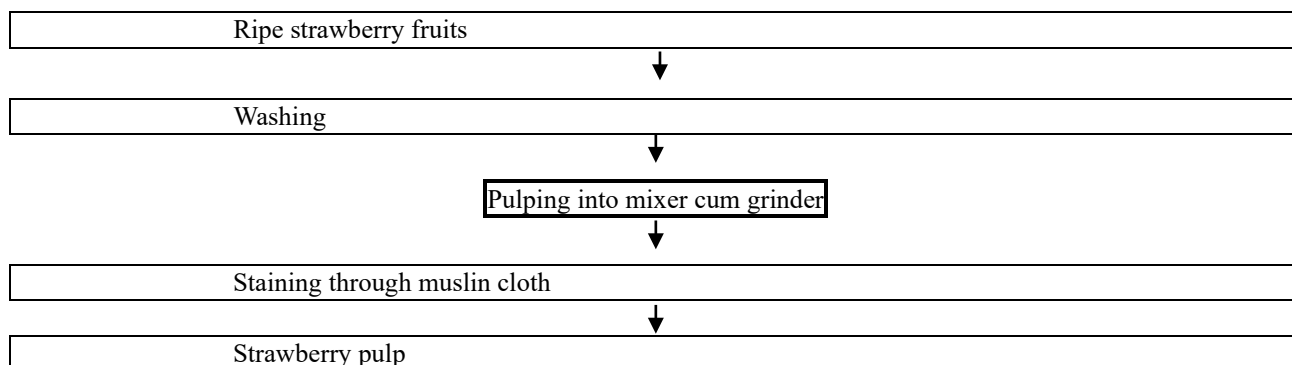 Ripe strawberry fruits
Washing
Pulping into mixer cum grinder
Staining through muslin cloth
Strawberry pulp